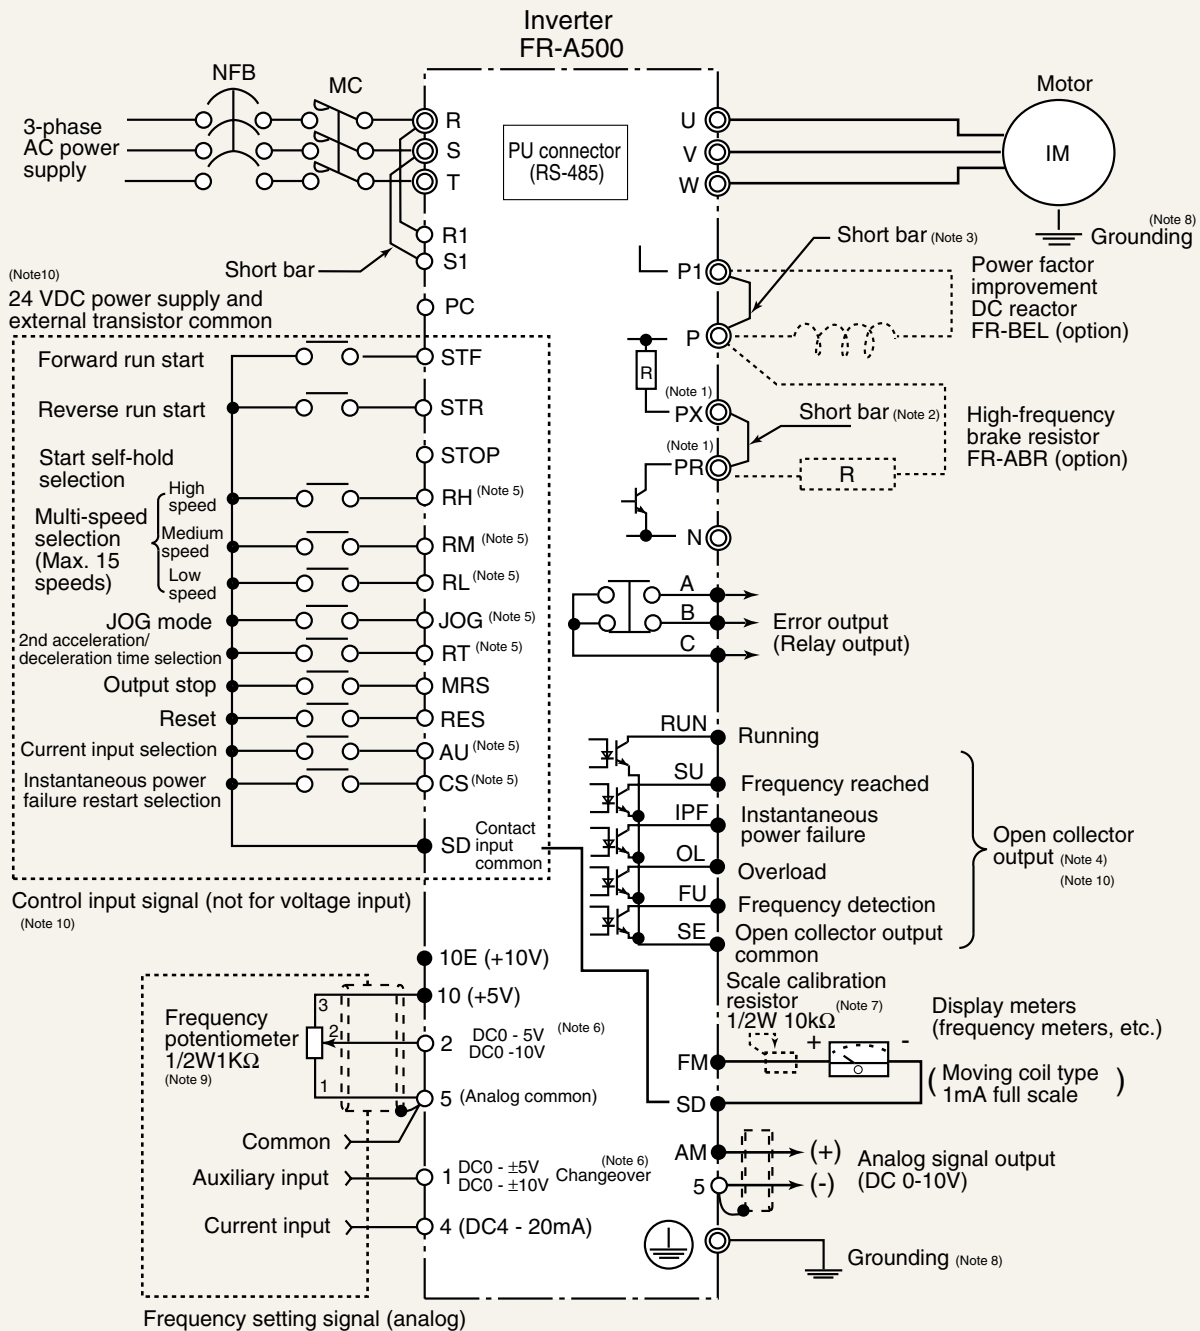 Inverter
FR-A500
NFB
MC
Motor
3-phase
AC power
supply
R
S
T
PU connector
(RS-485)
U
V
W
IM
(Note 8)
Grounding
R1
S1
Short bar
PC
(Note10)
24 VDC power supply and
external transistor common
Short bar (Note 3)
P1
P
Power factor
improvement
DC reactor
FR-BEL (option)
R
(Note 1)
PX
Short bar (Note 2)
(Note 1)
PR
R
High-frequency
brake resistor
FR-ABR (option)
N
Forward run start
STF
Reverse run start
STR
Start self-hold
selection
STOP
Multi-speed
selection
(Max. 15
speeds)
High
speed
RH (Note 5)
Medium
speed
RM (Note 5)
Low
speed
RL (Note 5)
JOG mode
JOG (Note 5)
2nd acceleration/
deceleration time selection
RT (Note 5)
Output stop
MRS
Reset
RES
Current input selection
AU (Note 5)
Instantaneous power
failure restart selection
CS (Note 5)
SD
Contact
input
common
Control input signal (not for voltage input)
(Note 10)
A
B
C
Error output
(Relay output)
RUN
Running
SU
Frequency reached
IPF
Instantaneous
power failure
OL
Overload
FU
Frequency detection
SE
Open collector output
common
Open collector
output (Note 4)
(Note 10)
10E (+10V)
10 (+5V)
3
2
1
Frequency
potentiometer
1/2W1KΩ
(Note 9)
2
DC0 - 5V
DC0 -10V
(Note 6)
5 (Analog common)
Common
Auxiliary input
1
DC0 - ±5V
DC0 - ±10V
Changeover
(Note 6)
Current input
4 (DC4 - 20mA)
Frequency setting signal (analog)
Scale calibration
resistor
1/2W 10kΩ
(Note 7)
+
-
Display meters
(frequency meters, etc.)
FM
SD
(Moving coil type
1mA full scale)
AM
(+)
5
(-)
Analog signal output
(DC 0-10V)
Grounding (Note 8)